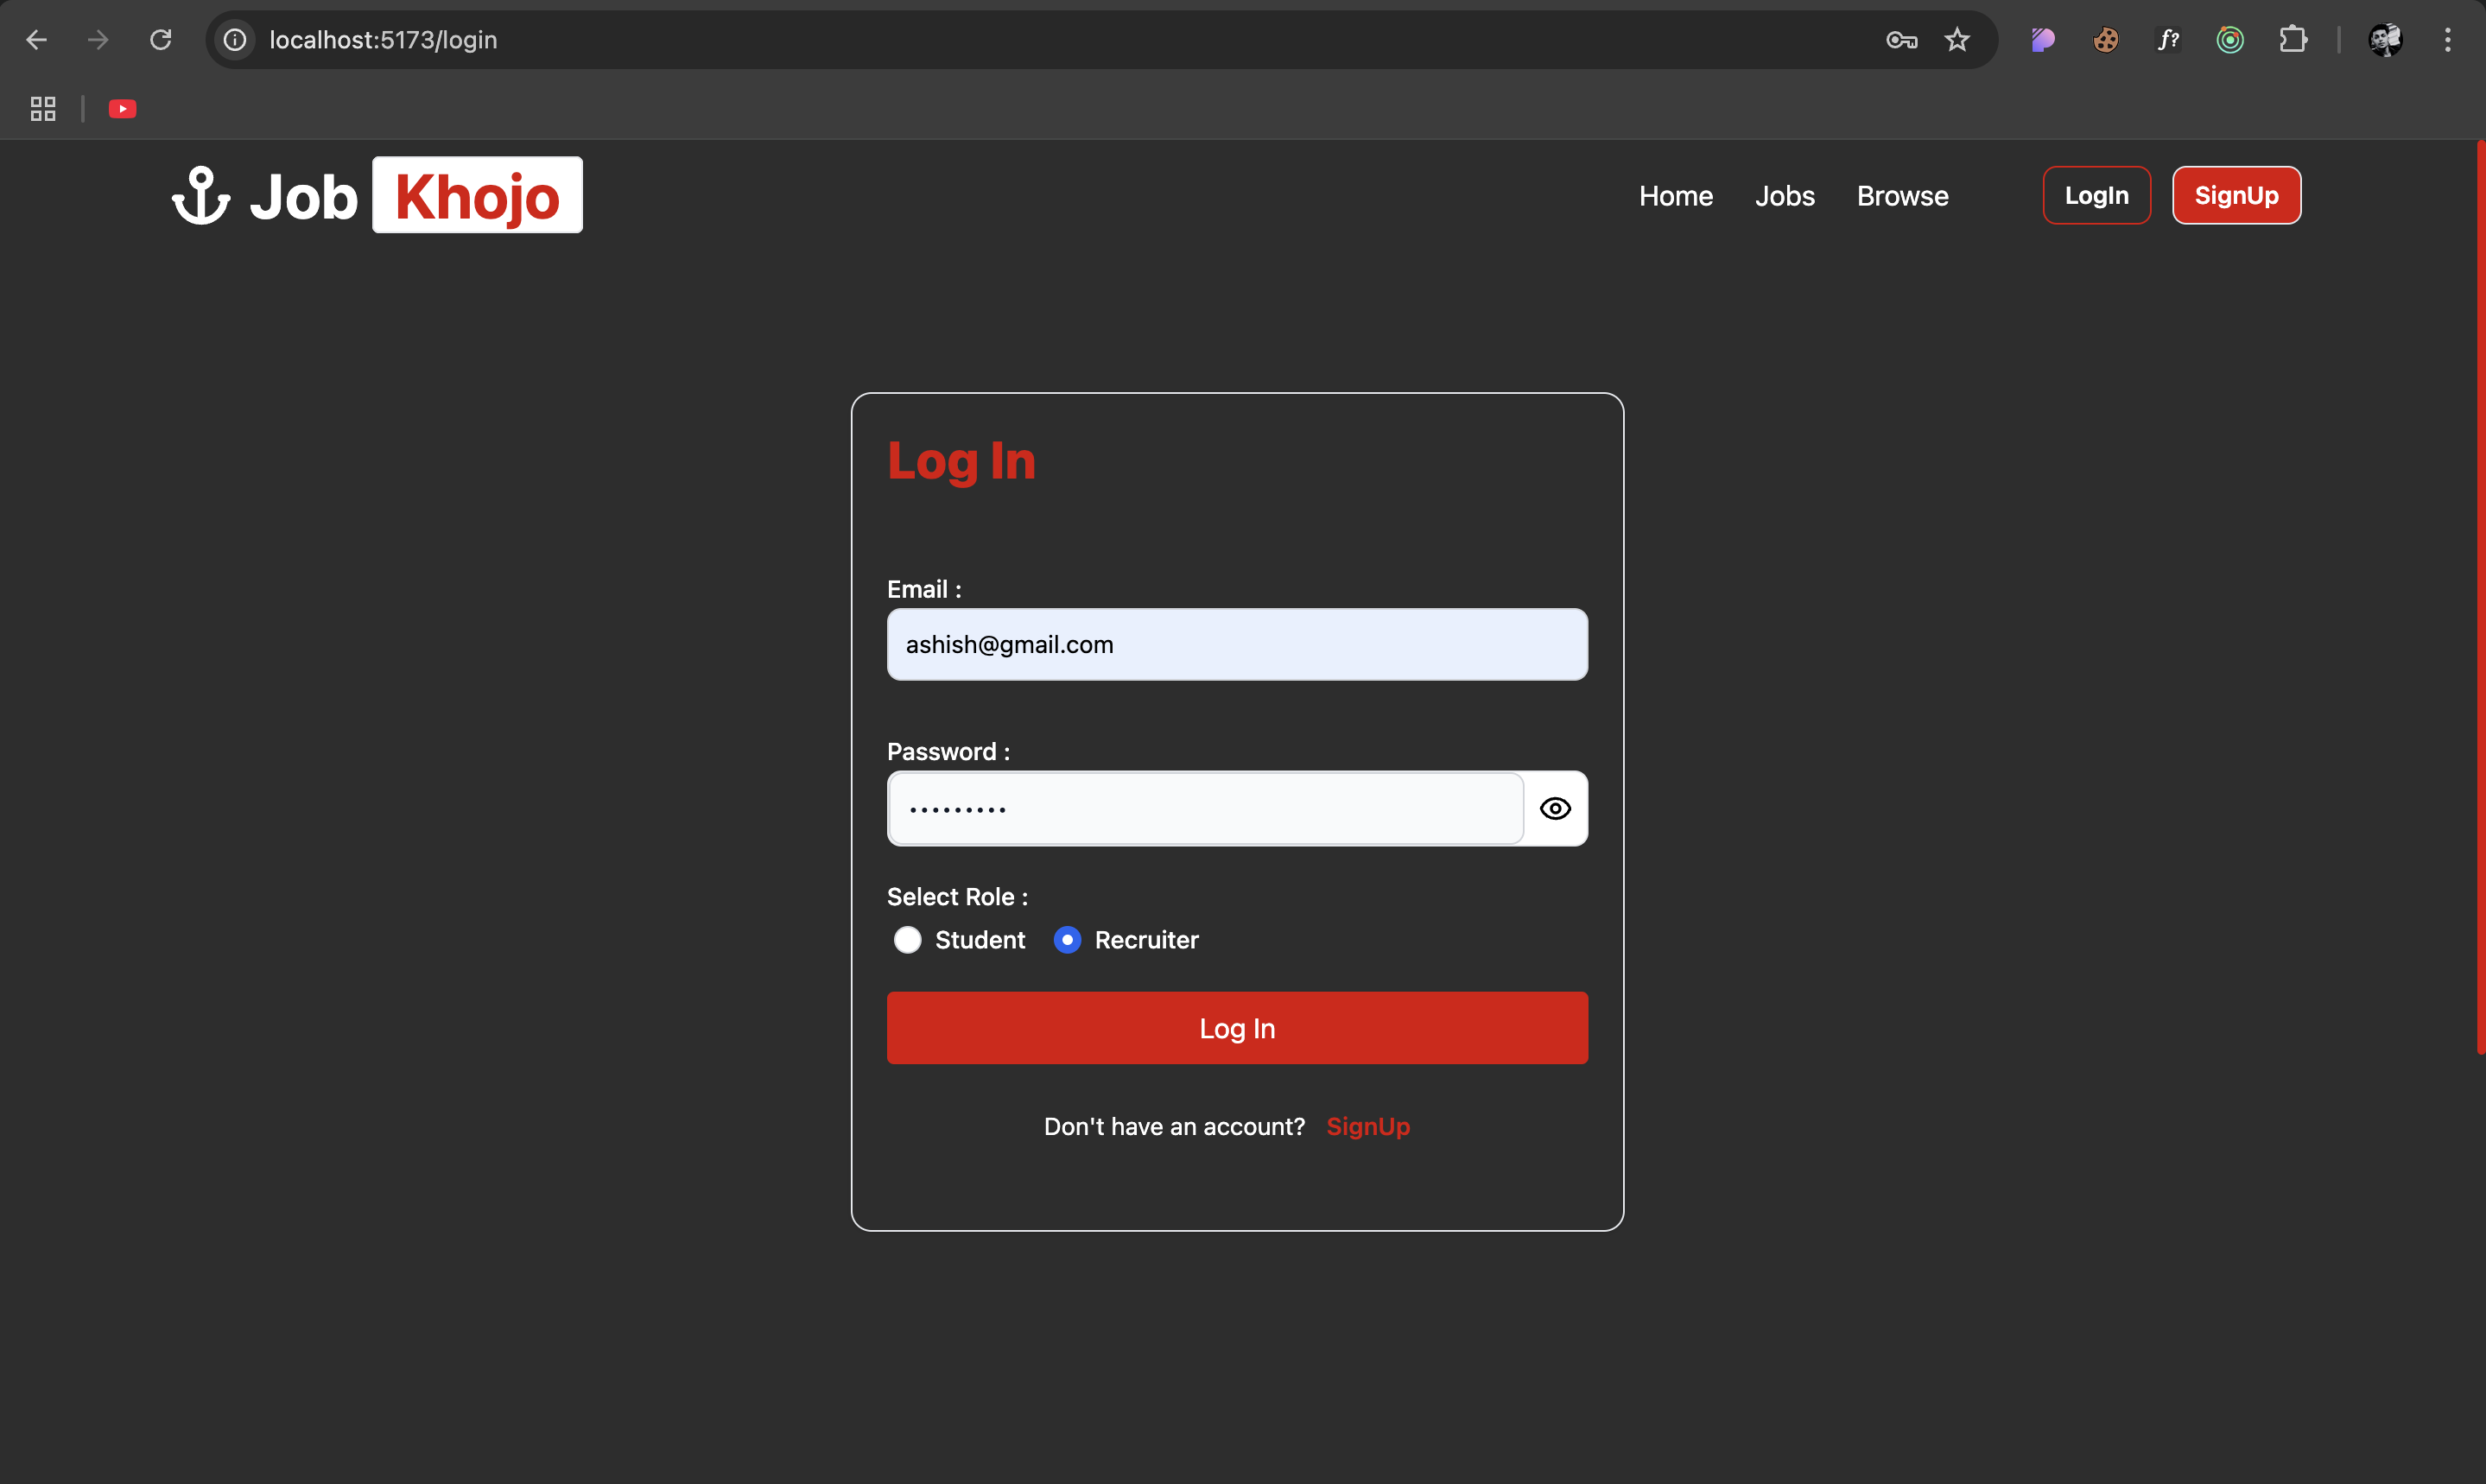 localhost:5173/login
f?
Job Khojo
Home Jobs Browse LogIn SignUp
Log In
Email :
ashish@gmail.com
Password :
•••••••••
Select Role :
Student Recruiter
Log In
Don't have an account? SignUp